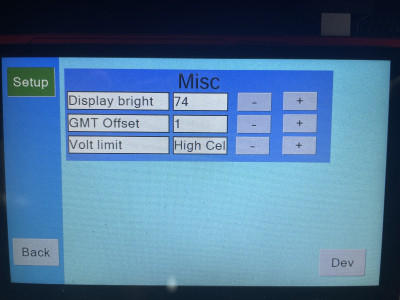 Setup
Misc
Display bright 74 - +
GMT Offset 1 - +
Volt limit High Cel - +
Back
Dev